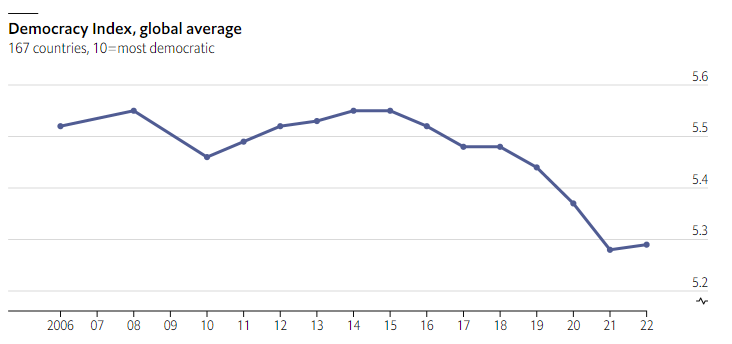 Democracy Index, global average
167 countries, 10=most democratic
5.6
5.5
5.4
5.3
5.2
2006 07 08 09 10 11 12 13 14 15 16 17 18 19 20 21 22